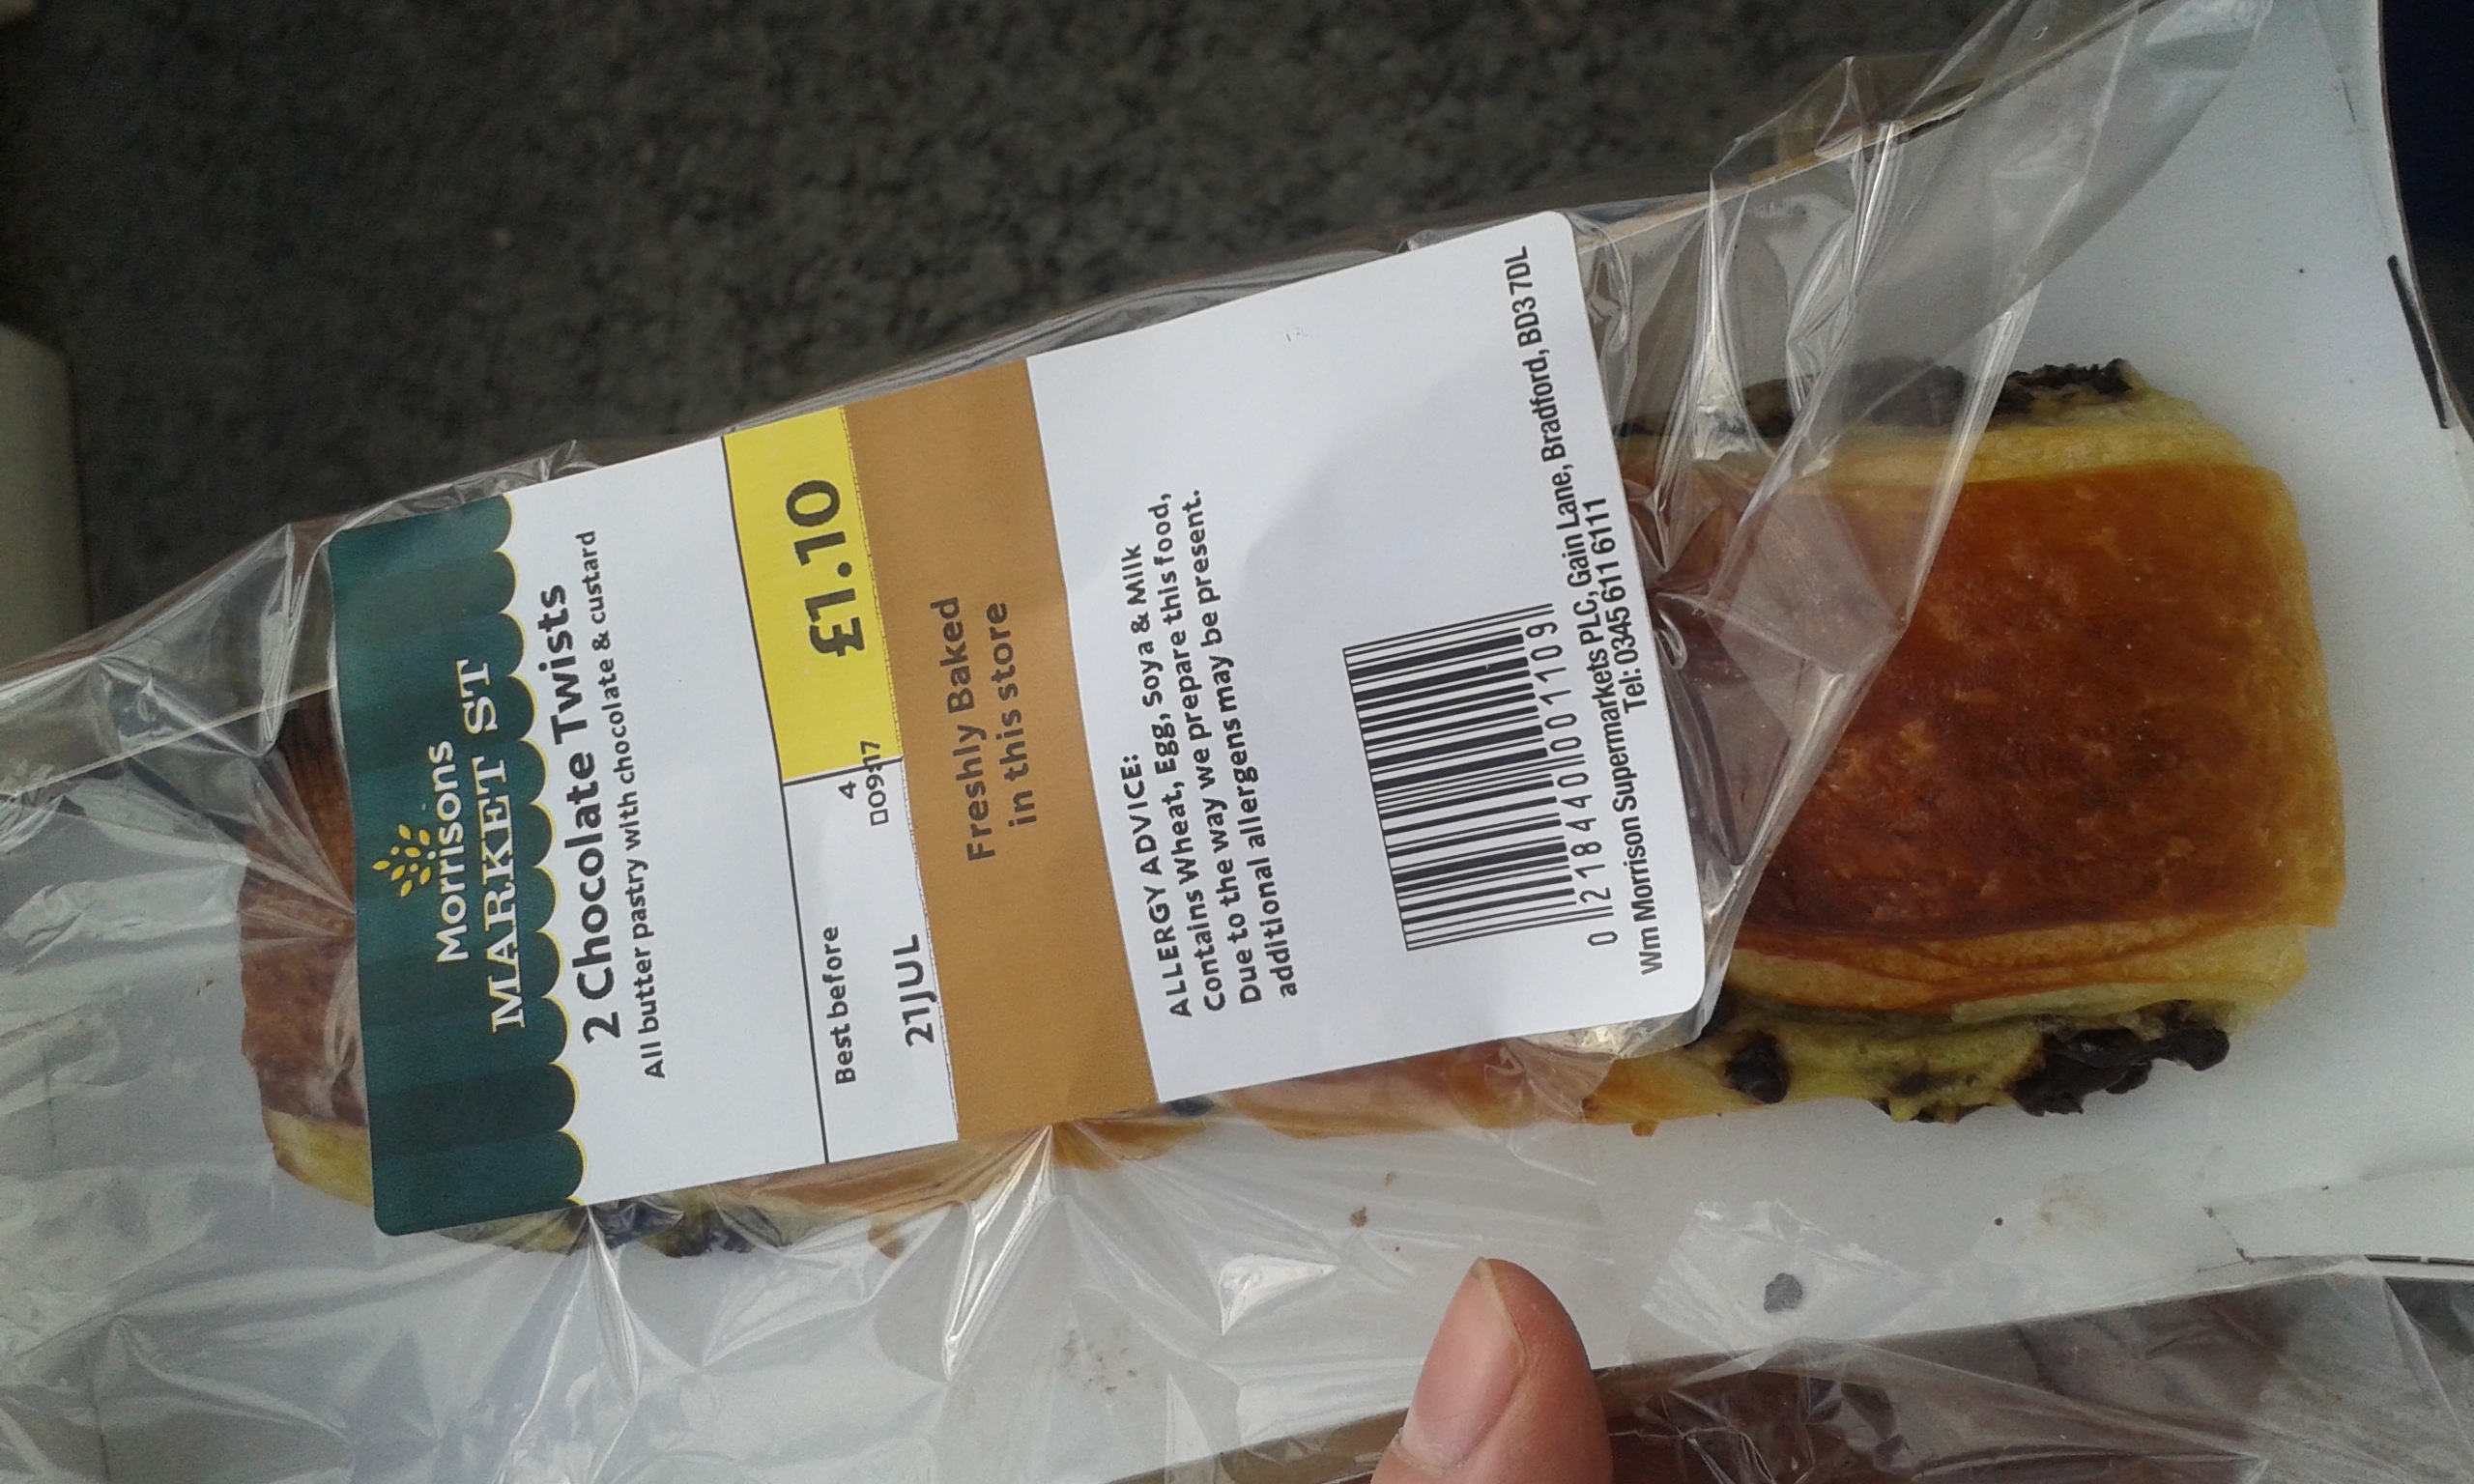 Morrisons
MARKET ST
2 Chocolate Twists
All butter pastry with chocolate & custard
Best before
4
£1.10
▯09:17
21JUL
Freshly Baked
in this store
ALLERGY ADVICE:
Contains Wheat, Egg, Soya & Milk
Due to the way we prepare this food,
additional allergens may be present.
0 218440 001109
Wm Morrison Supermarkets PLC, Gain Lane, Bradford, BD3 7DL
Tel: 0345 611 6111